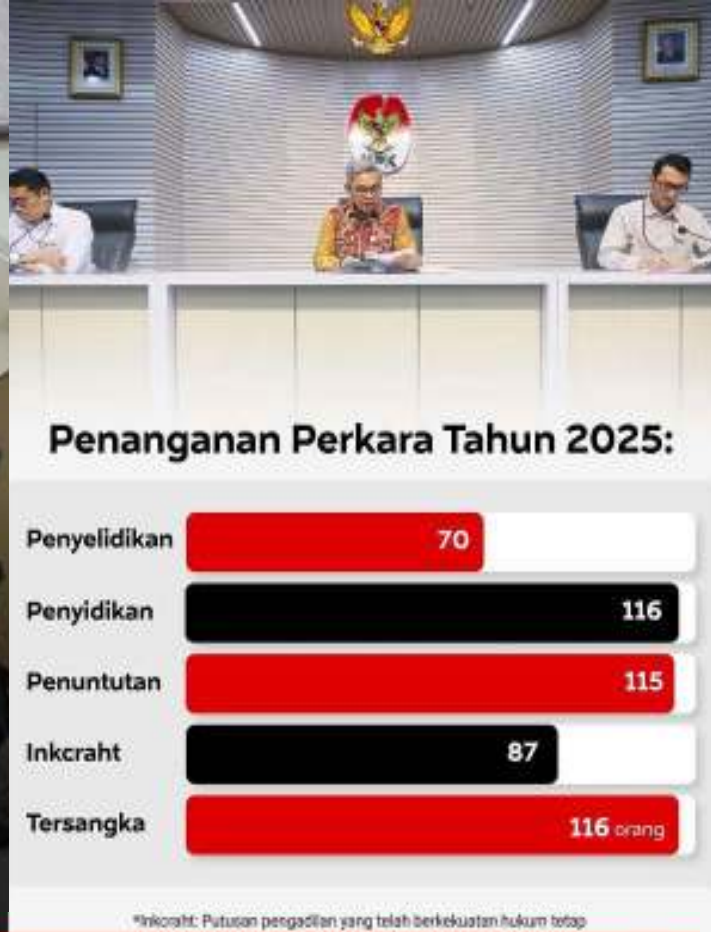 KPK
Penanganan Perkara Tahun 2025:
Penyelidikan 70
Penyidikan 116
Penuntutan 115
Inkcraht 87
Tersangka 116 orang
*Inkcraht: Putusan pengadilan yang telah berkekuatan hukum tetap